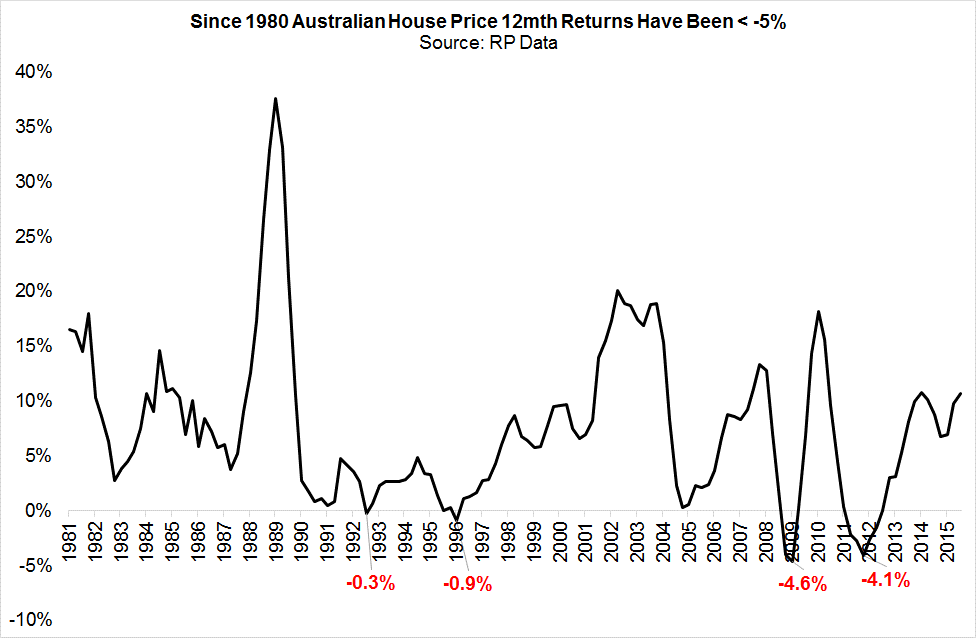 Since 1980 Australian House Price 12mth Returns Have Been < -5%
Source: RP Data
40%
35%
30%
25%
20%
15%
10%
5%
0%
-5%
-10%
1981 1982 1983 1984 1985 1986 1987 1988 1989 1990 1991 1992 1993 1994 1995 1996 1997 1998 1999 2000 2001 2002 2003 2004 2005 2006 2007 2008 2009 2010 2011 2012 2013 2014 2015
-0.3% -0.9% -4.6% -4.1%